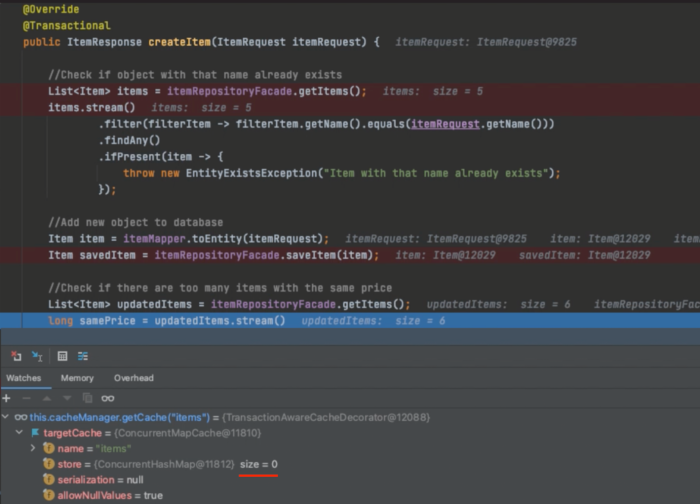 @Override
@Transactional
public ItemResponse createItem(ItemRequest itemRequest) { itemRequest: ItemRequest@9825
//Check if object with that name already exists
List<Item> items = itemRepositoryFacade.getItems(); items: size = 5
items.stream() items: size = 5
.filter(filterItem -> filterItem.getName().equals(itemRequest.getName()))
.findAny()
.ifPresent(item -> {
throw new EntityExistsException("Item with that name already exists");
});
//Add new object to database
Item item = itemMapper.toEntity(itemRequest); itemRequest: ItemRequest@9825 item: Item@12029 item
Item savedItem = itemRepositoryFacade.saveItem(item); item: Item@12029 savedItem: Item@12029
//Check if there are too many items with the same price
List<Item> updatedItems = itemRepositoryFacade.getItems(); updatedItems: size = 6 itemRepositoryF
long samePrice = updatedItems.stream() updatedItems: size = 6
Watches Memory Overhead
this.cacheManager.getCache("items") = {TransactionAwareCacheDecorator@12088}
targetCache = {ConcurrentMapCache@11810}
name = "items"
store = {ConcurrentHashMap@11812} size = 0
serialization = null
allowNullValues = true